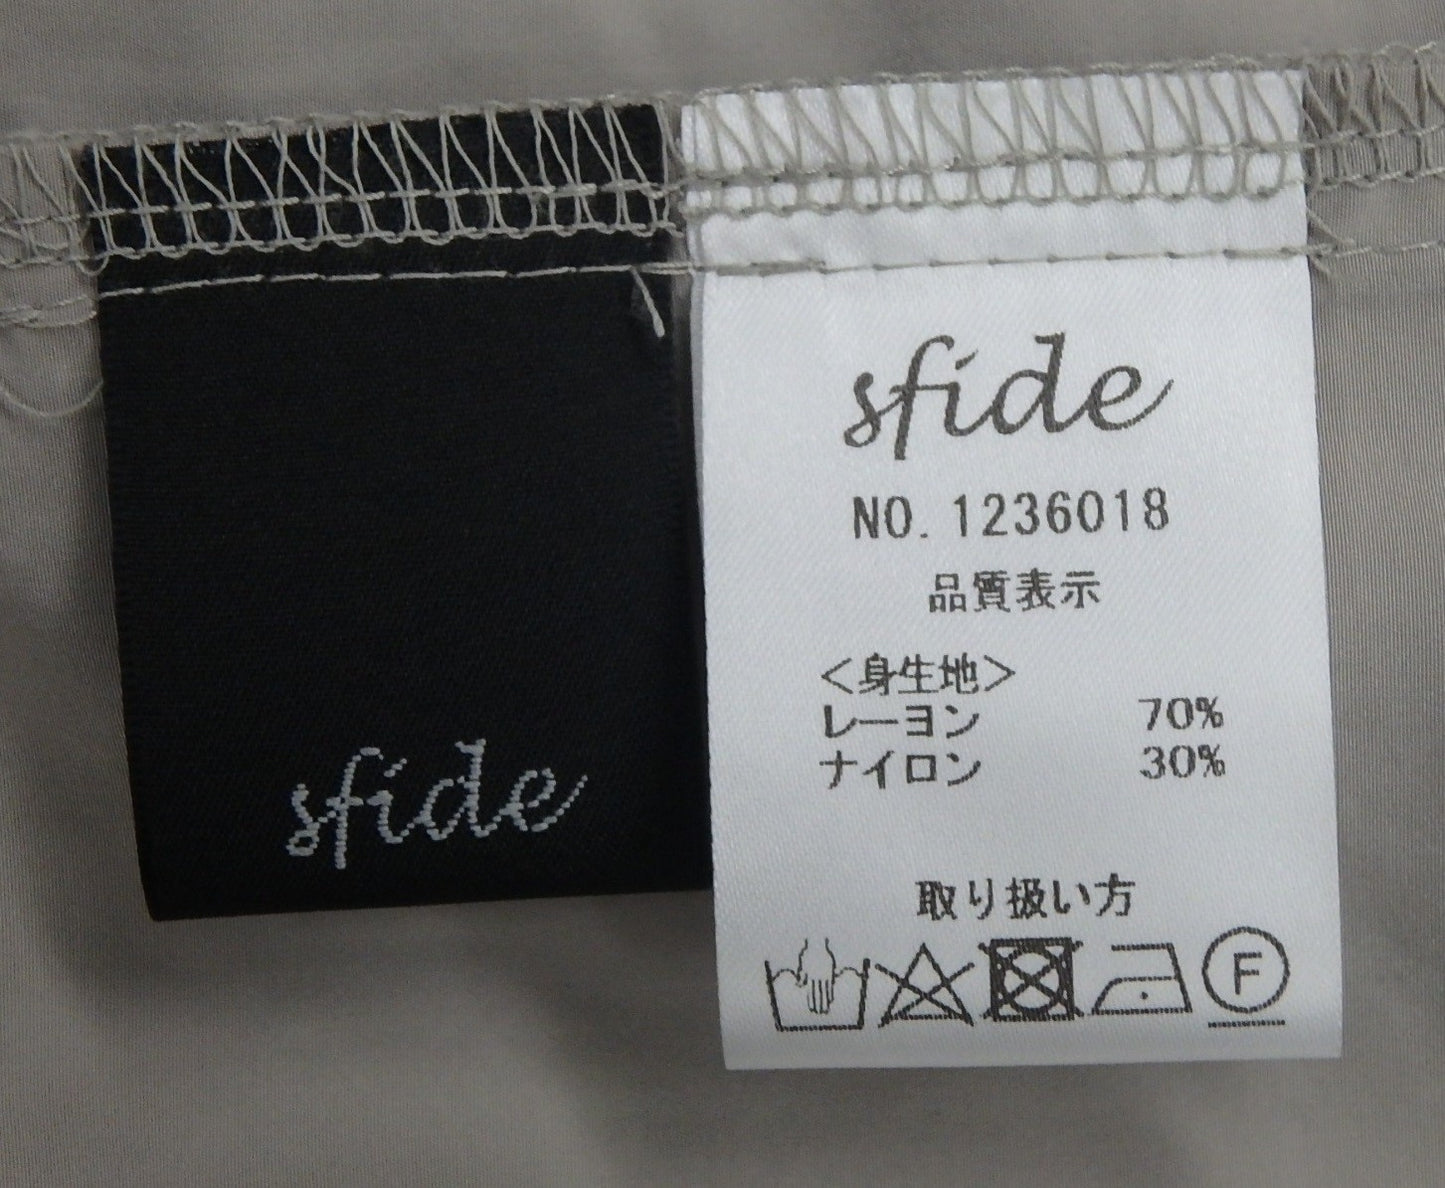 sfide
sfide
NO. 1236018
品質表示
<身生地>
レーヨン 70%
ナイロン 30%
取り扱い方
F